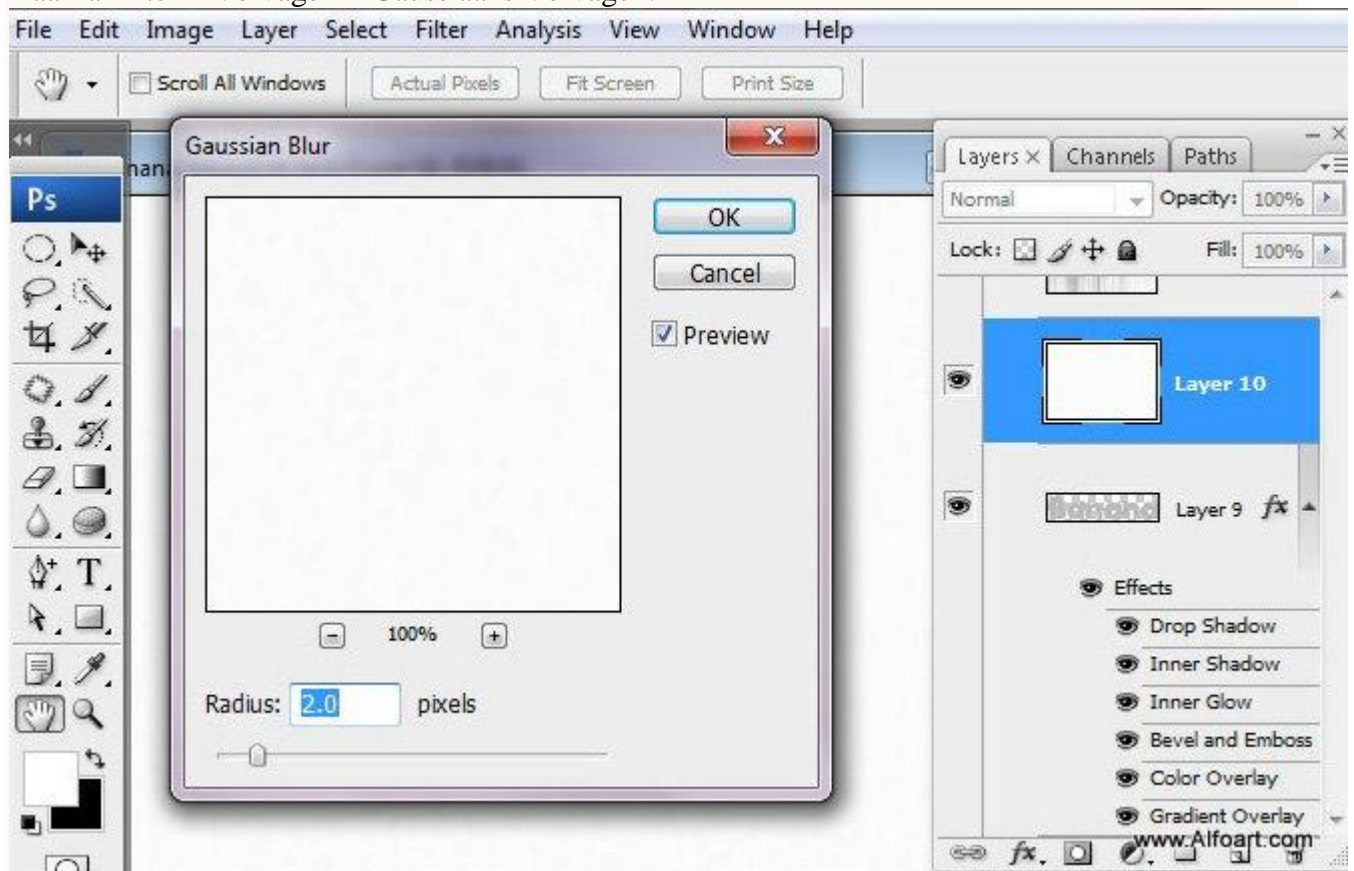 File Edit Image Layer Select Filter Analysis View Window Help
Scroll All Windows Actual Pixels Fit Screen Print Size
Gaussian Blur
OK
Cancel
Preview
100%
Radius: 2.0 pixels
Ps
T
Layers Channels Paths
Normal Opacity: 100%
Lock: Fill: 100%
Layer 10
Layer 9 fx
Effects
Drop Shadow
Inner Shadow
Inner Glow
Bevel and Emboss
Color Overlay
Gradient Overlay
www.Alfoart.com
fx.